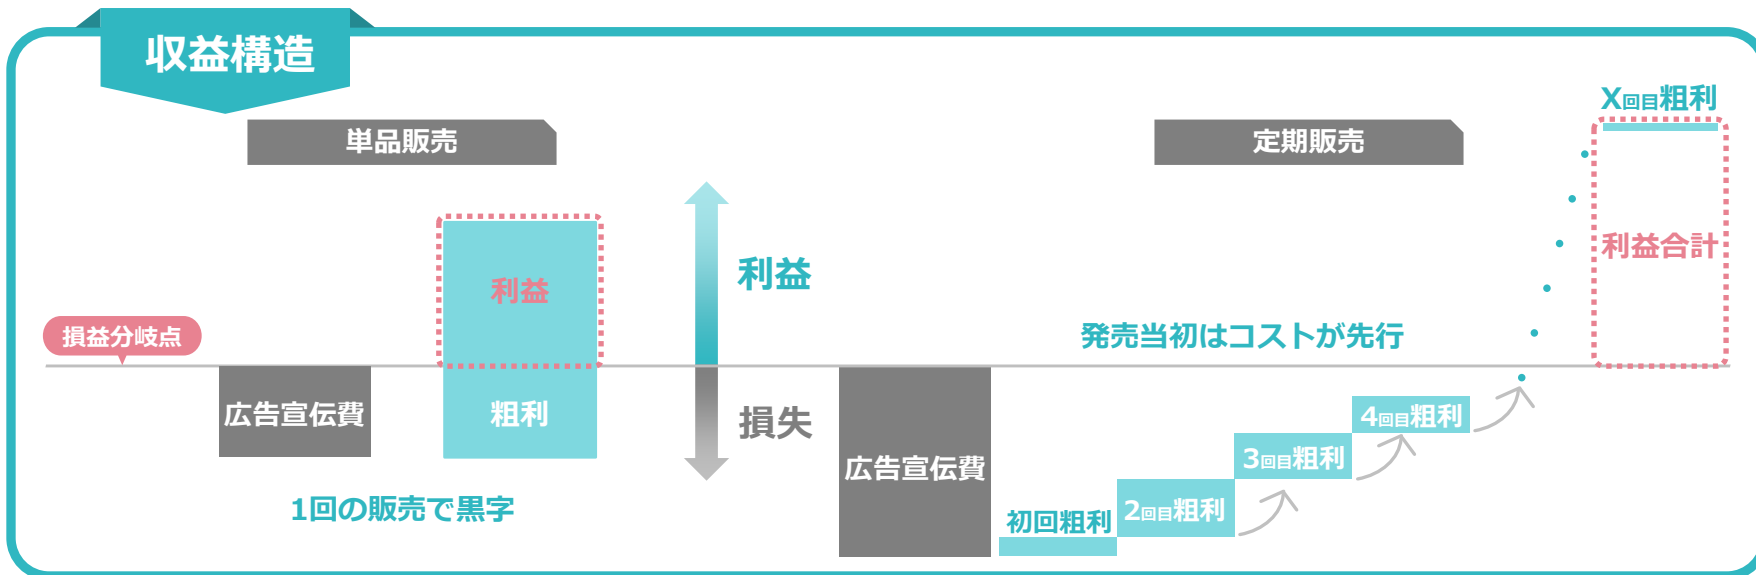 収益構造
単品販売
利益
損益分岐点
広告宣伝費
粗利
1回の販売で黒字
利益
損失
定期販売
発売当初はコストが先行
広告宣伝費
初回粗利
2回目粗利
3回目粗利
4回目粗利
X回目粗利
利益合計